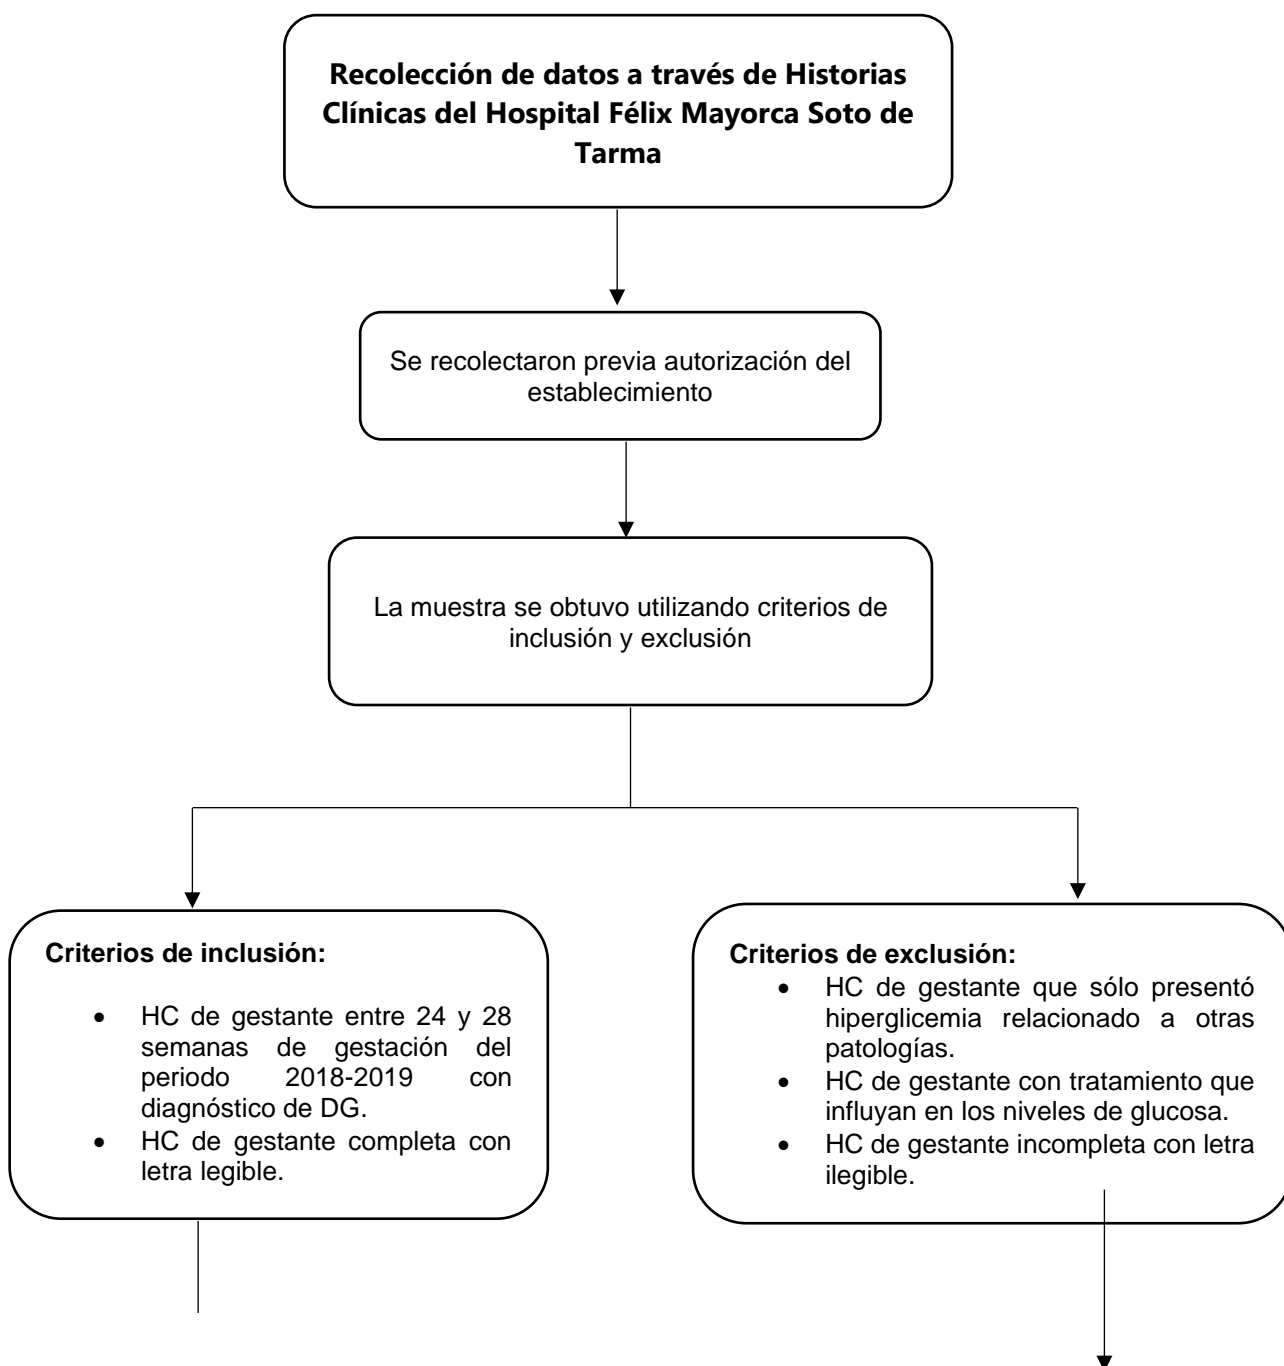 Recolección de datos a través de Historias
Clínicas del Hospital Félix Mayorca Soto de
Tarma
Se recolectaron previa autorización del
establecimiento
La muestra se obtuvo utilizando criterios de
inclusión y exclusión
Criterios de inclusión:
• HC de gestante entre 24 y 28
semanas de gestación del
periodo 2018-2019 con
diagnóstico de DG.
• HC de gestante completa con
letra legible.
Criterios de exclusión:
• HC de gestante que sólo presentó
hiperglicemia relacionado a otras
patologías.
• HC de gestante con tratamiento que
influyan en los niveles de glucosa.
• HC de gestante incompleta con letra
ilegible.